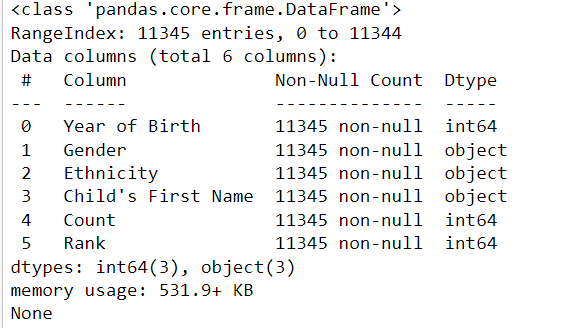 <class 'pandas.core.frame.DataFrame'>
RangeIndex: 11345 entries, 0 to 11344
Data columns (total 6 columns):
 #   Column              Non-Null Count  Dtype
---  ------              --------------  -----
 0   Year of Birth       11345 non-null  int64
 1   Gender              11345 non-null  object
 2   Ethnicity           11345 non-null  object
 3   Child's First Name  11345 non-null  object
 4   Count               11345 non-null  int64
 5   Rank                11345 non-null  int64
dtypes: int64(3), object(3)
memory usage: 531.9+ KB
None